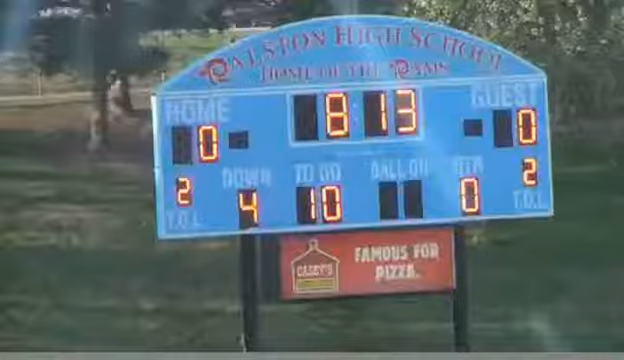 RALSTON HIGH SCHOOL
HOME OF THE RAMS
HOME 8 13 GUEST
0 0
DOWN TO GO BALL ON QTR
2 4 10 0 2
T.O.L T.O.L
CASEY'S FAMOUS FOR
PIZZA.